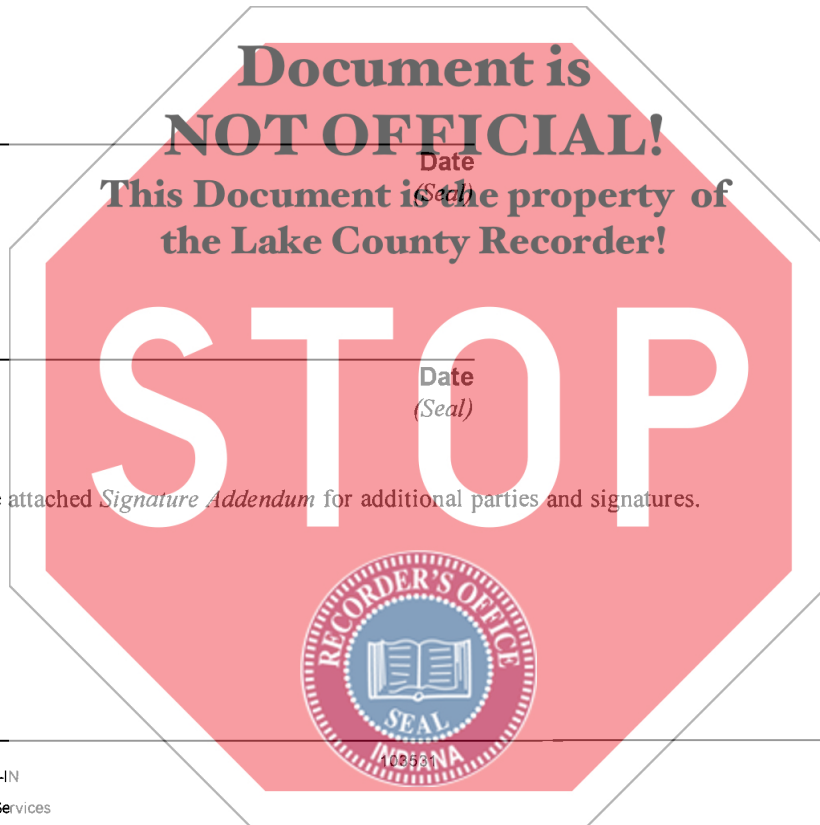 Document is
NOT OFFICIAL!
Date
This Document is the property of
(Seal)
the Lake County Recorder!
STOP
Date
(Seal)
attached Signature Addendum for additional parties and signatures.
RECORDER'S OFFICE
SEAL
INDIANA
103531
-IN
Services